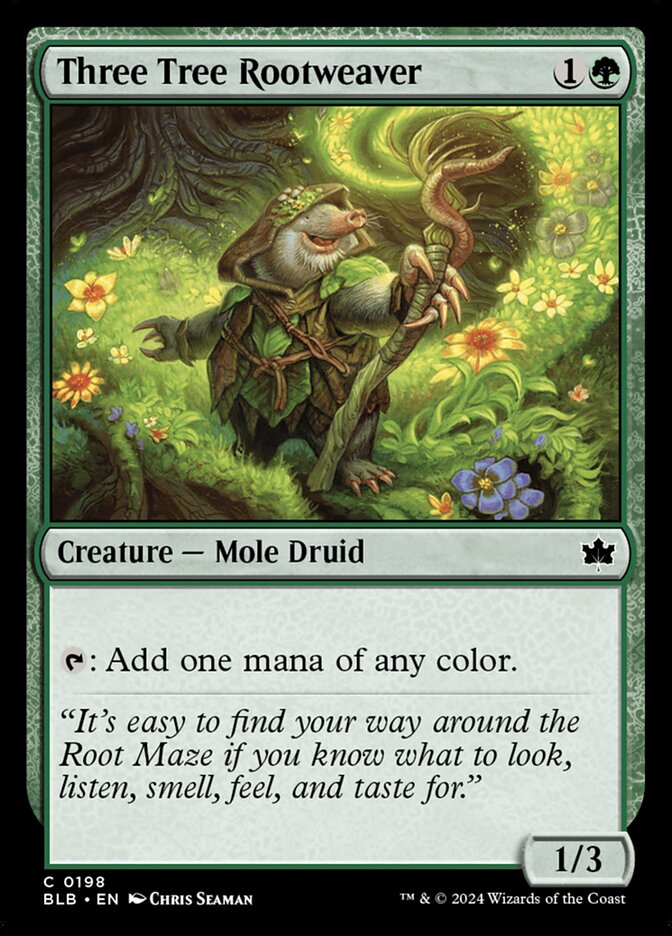 Three Tree Rootweaver 1
Creature — Mole Druid
: Add one mana of any color.
“It’s easy to find your way around the
Root Maze if you know what to look,
listen, smell, feel, and taste for.”
1/3
C 0198
BLB • EN Chris Seaman
™ & © 2024 Wizards of the Coast